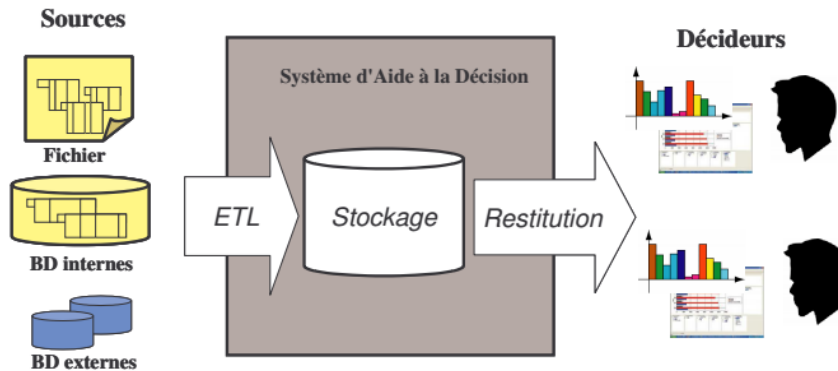 Sources
Fichier
BD internes
BD externes
Système d'Aide à la Décision
ETL
Stockage
Restitution
Décideurs